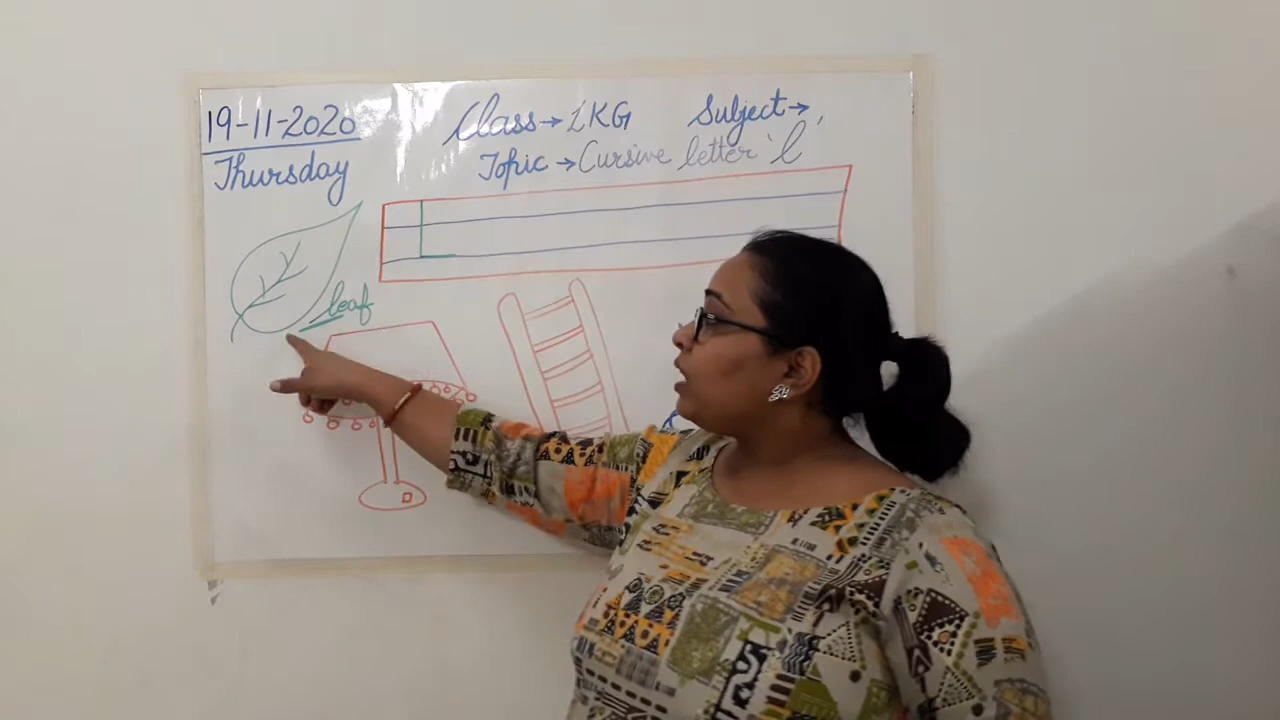 19-11-2020
Thursday
Class → LKG Subject →
Topic → Cursive letter 'l'
leaf